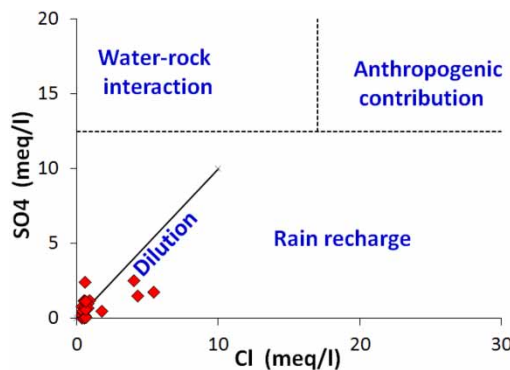 20
15
10
5
0
SO4 (meq/l)
Water-rock
interaction
Anthropogenic
contribution
Dilution
Rain recharge
0
10
20
30
Cl (meq/l)